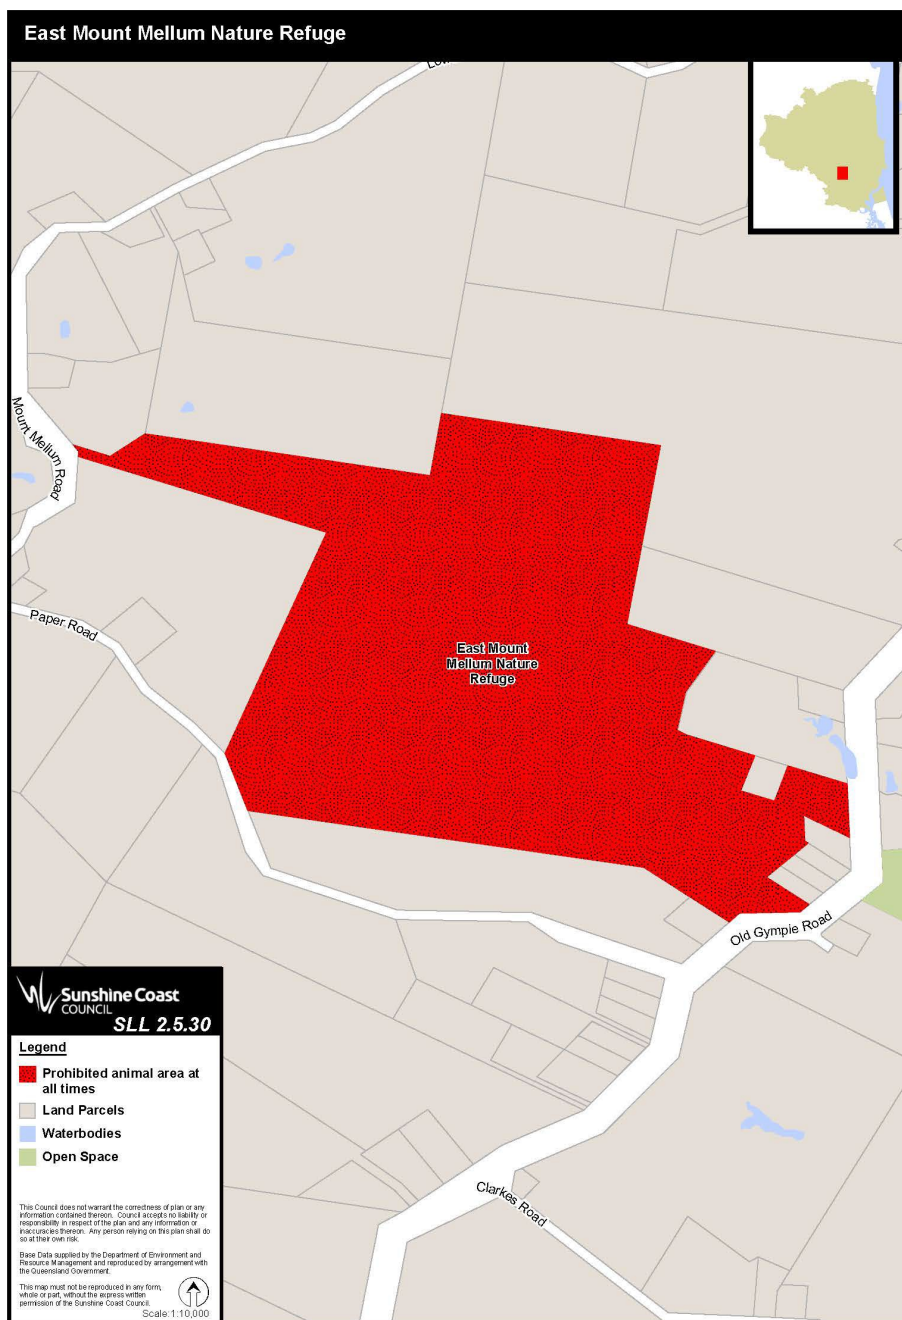 East Mount Mellum Nature Refuge
Mount Mellum Road
Paper Road
East Mount
Mellum Nature
Refuge
Old Gympie Road
Clarkes Road
Sunshine Coast
COUNCIL
SLL 2.5.30
Legend
Prohibited animal area at
all times
Land Parcels
Waterbodies
Open Space
This Council does not warrant the correctness of plan or any
information contained thereon. Council accepts no liability or
responsibility in respect of the plan and any information or
inaccuracies thereon. Any person relying on this plan shall do
so at their own risk.
Base Data supplied by the Department of Environment and
Resource Management and reproduced by arrangement with
the Queensland Government.
This map must not be reproduced in any form,
whole or part, without the express written
permission of the Sunshine Coast Council.
Scale:1:10,000